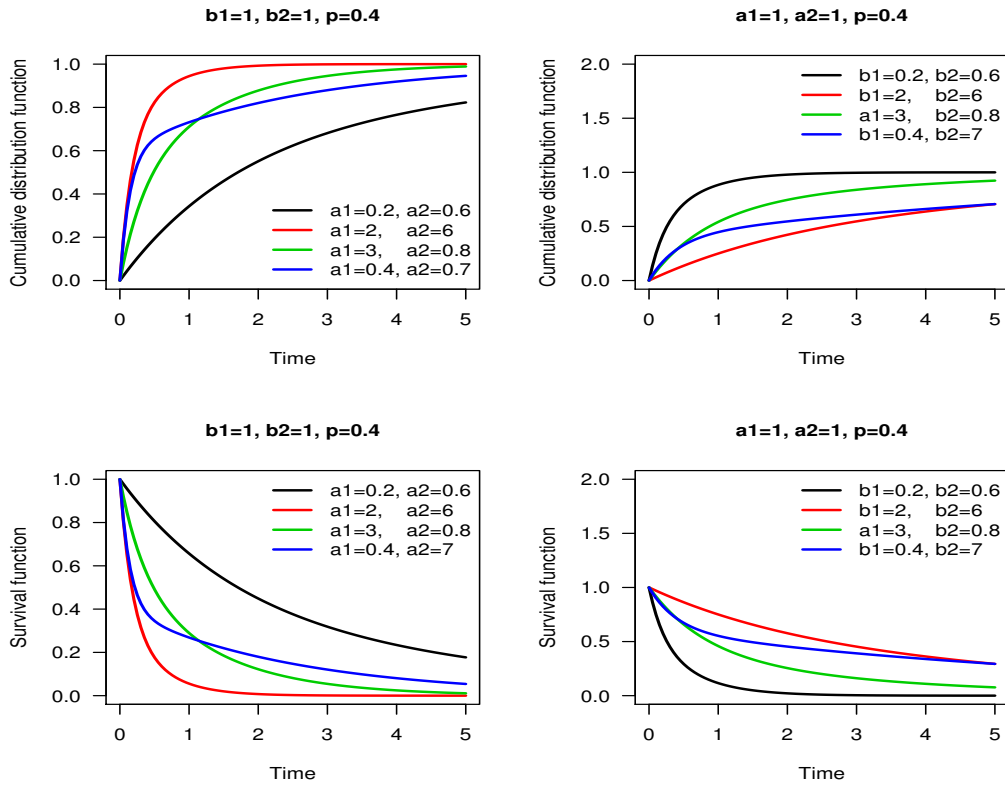 b1=1, b2=1, p=0.4
Cumulative distribution function
1.0
0.8
0.6
0.4
0.2
0.0
a1=0.2, a2=0.6
a1=2, a2=6
a1=3, a2=0.8
a1=0.4, a2=0.7
0 1 2 3 4 5
Time
a1=1, a2=1, p=0.4
Cumulative distribution function
2.0
1.5
1.0
0.5
0.0
b1=0.2, b2=0.6
b1=2, b2=6
a1=3, b2=0.8
b1=0.4, b2=7
0 1 2 3 4 5
Time
b1=1, b2=1, p=0.4
Survival function
1.0
0.8
0.6
0.4
0.2
0.0
a1=0.2, a2=0.6
a1=2, a2=6
a1=3, a2=0.8
a1=0.4, a2=7
0 1 2 3 4 5
Time
a1=1, a2=1, p=0.4
Survival function
2.0
1.5
1.0
0.5
0.0
b1=0.2, b2=0.6
b1=2, b2=6
a1=3, b2=0.8
b1=0.4, b2=7
0 1 2 3 4 5
Time